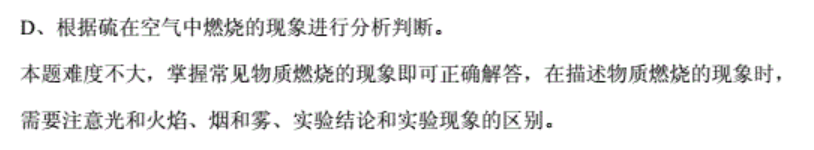 D、根据硫在空气中燃烧的现象进行分析判断。
本题难度不大，掌握常见物质燃烧的现象即可正确解答，在描述物质燃烧的现象时，
需要注意光和火焰、烟和雾、实验结论和实验现象的区别。